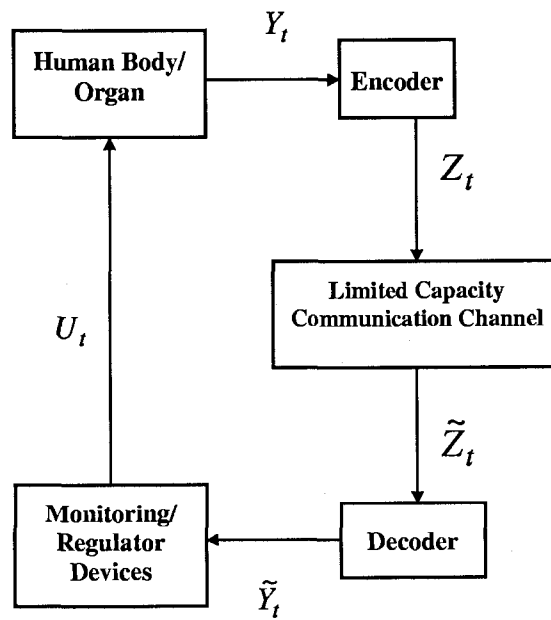 Human Body/
Organ
Y_t
Encoder
Z_t
Limited Capacity
Communication Channel
Z̃_t
Decoder
Ỹ_t
Monitoring/
Regulator
Devices
U_t